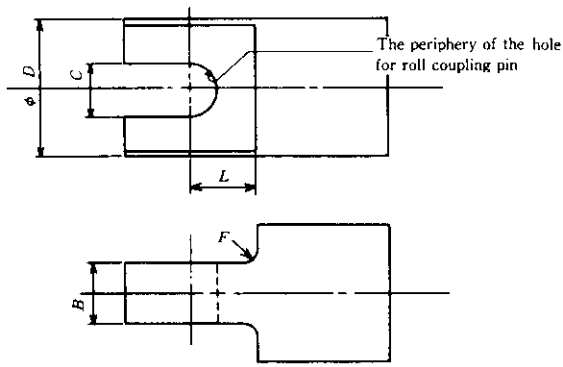 The periphery of the hole
for roll coupling pin
φ D
C
L
F
B